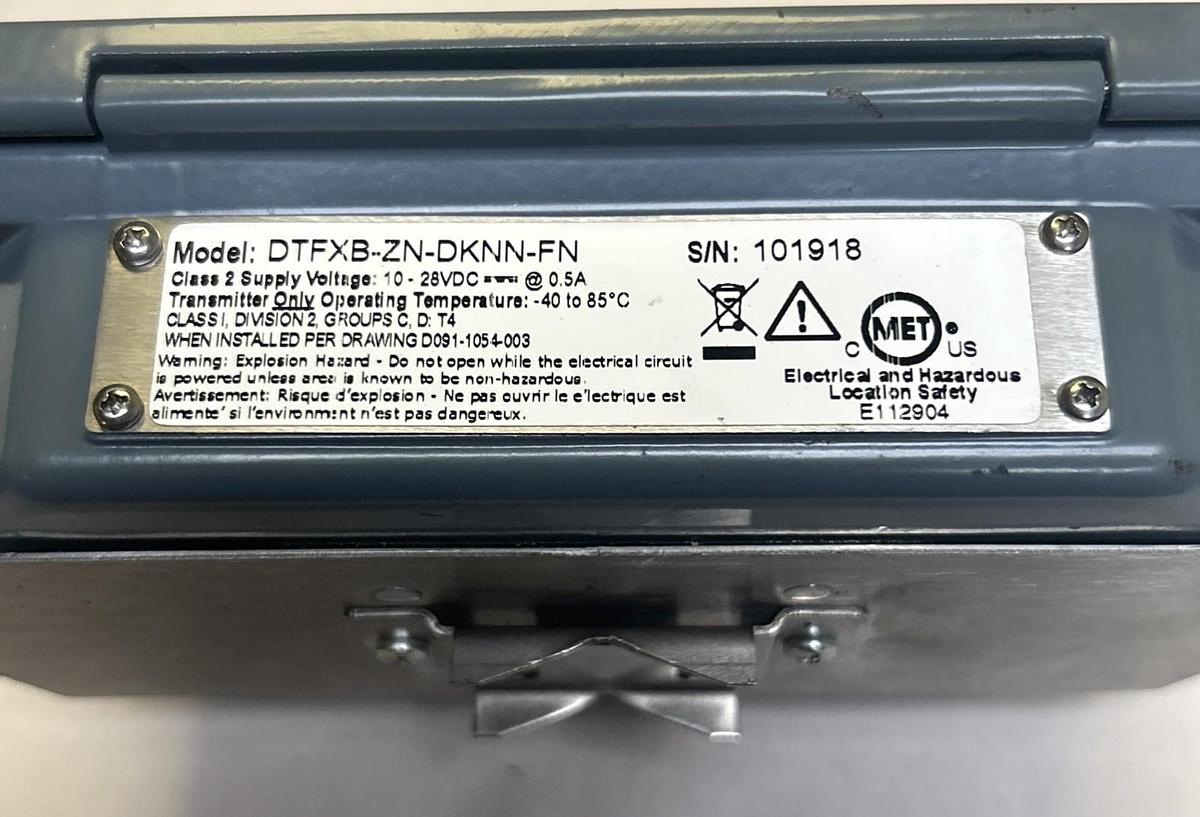 Model: DTFXB-ZN-DKNN-FN
S/N: 101918
Class 2 Supply Voltage: 10 - 28VDC @ 0.5A
Transmitter Only Operating Temperature: -40 to 85°C
CLASS I, DIVISION 2, GROUPS C, D: T4
WHEN INSTALLED PER DRAWING D091-1054-003
Warning: Explosion Hazard - Do not open while the electrical circuit
is powered unless area is known to be non-hazardous.
Avertissement: Risque d'explosion - Ne pas ouvrir le e'lectrique est
alimente' si l'environment n'est pas dangereux.
C MET US
Electrical and Hazardous
Location Safety
E112904